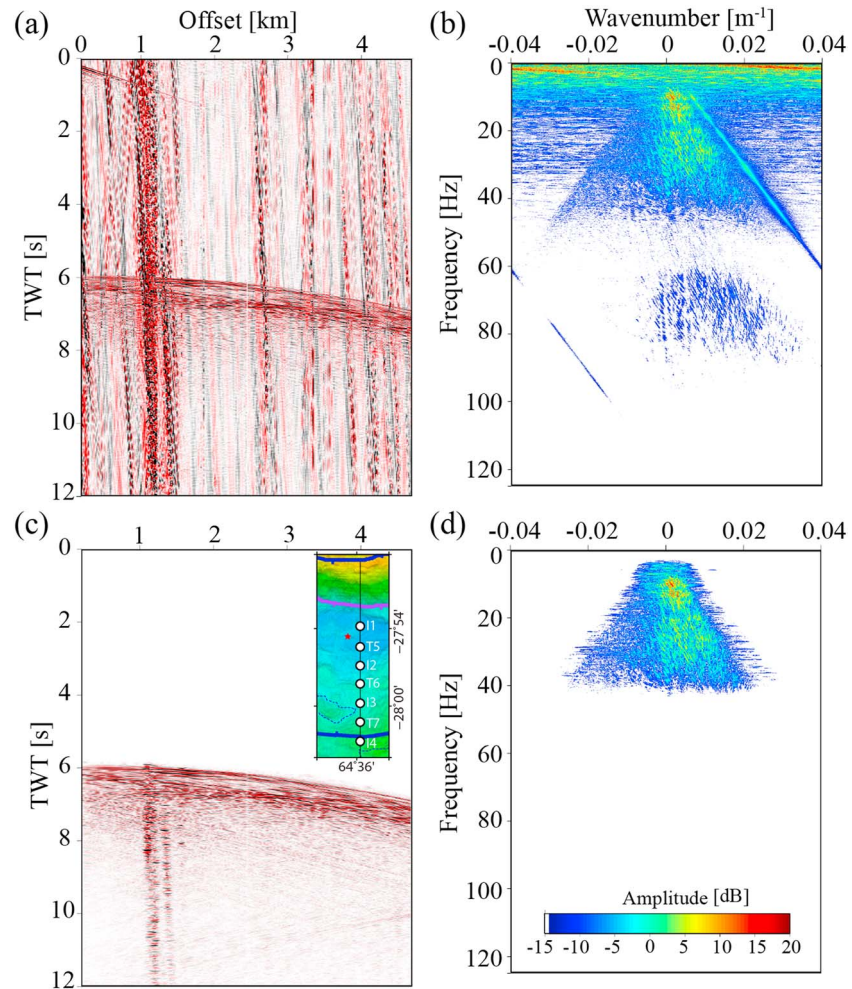 (a)
Offset [km]
0 1 2 3 4
TWT [s]
0
2
4
6
8
10
12
(b)
Wavenumber [m⁻¹]
-0.04 -0.02 0 0.02 0.04
Frequency [Hz]
0
20
40
60
80
100
125
(c)
0 1 2 3 4
TWT [s]
0
2
4
6
8
10
12
I1
T5
I2
T6
I3
T7
I4
−27˚54'
−28˚00'
64˚36'
(d)
-0.04 -0.02 0 0.02 0.04
Frequency [Hz]
0
20
40
60
80
100
125
Amplitude [dB]
-15 -10 -5 0 5 10 15 20